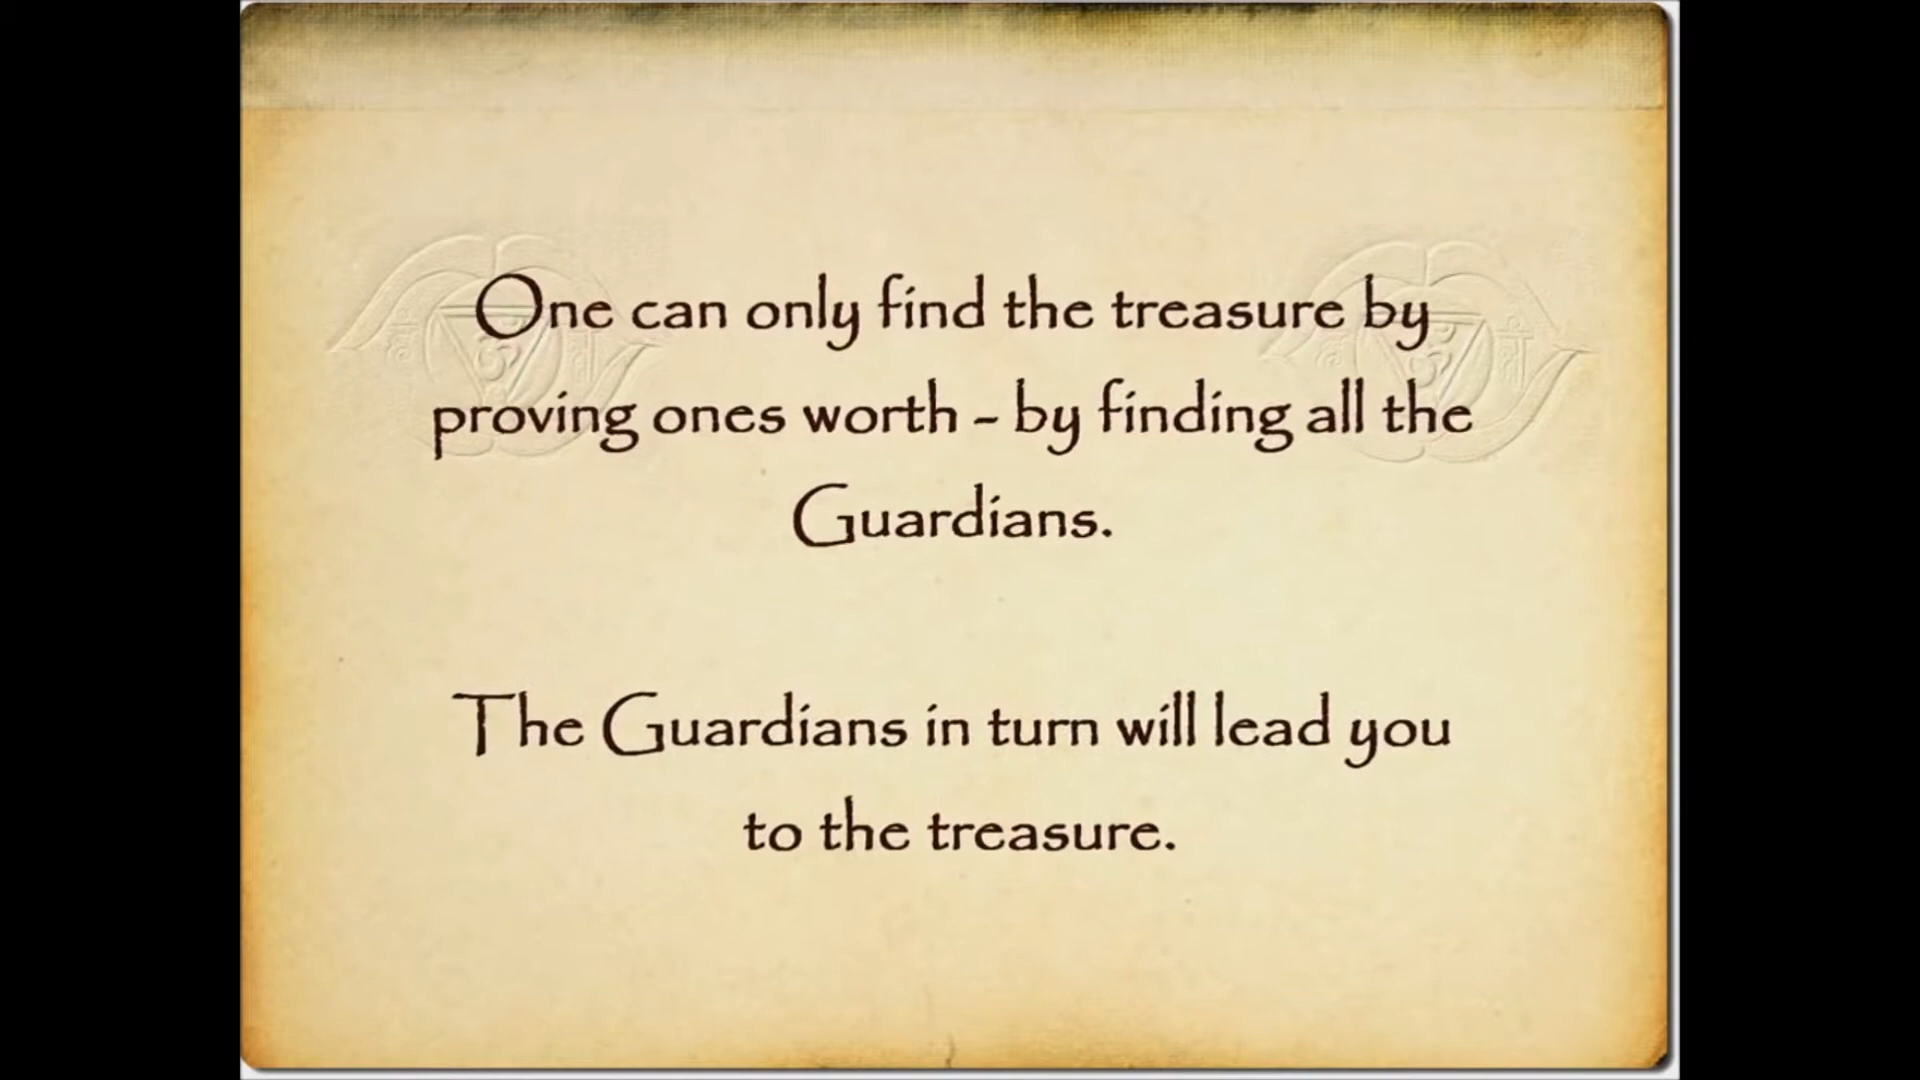 One can only find the treasure by
proving ones worth - by finding all the
Guardians.
The Guardians in turn will lead you
to the treasure.